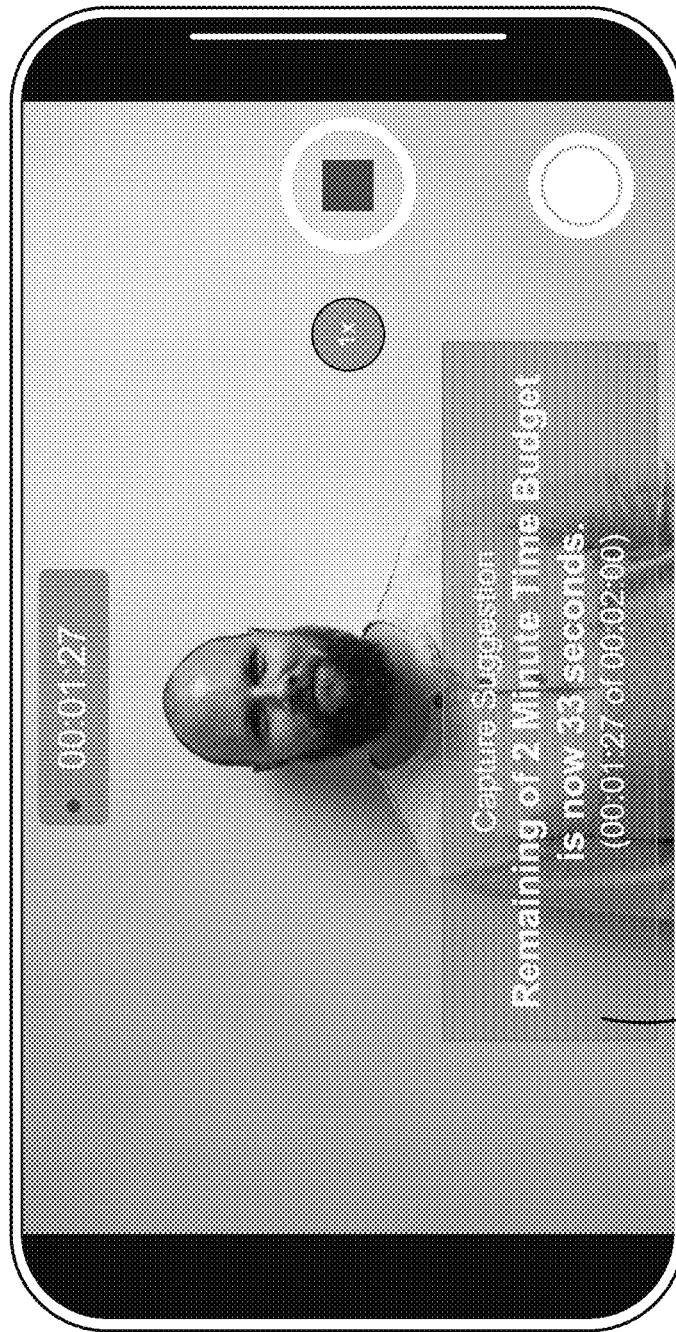 00:01:27
Capture Suggestion
Remaining of 2 Minute Time Budget
is now 33 seconds.
(00:01:27 of 00:02:00)
1×